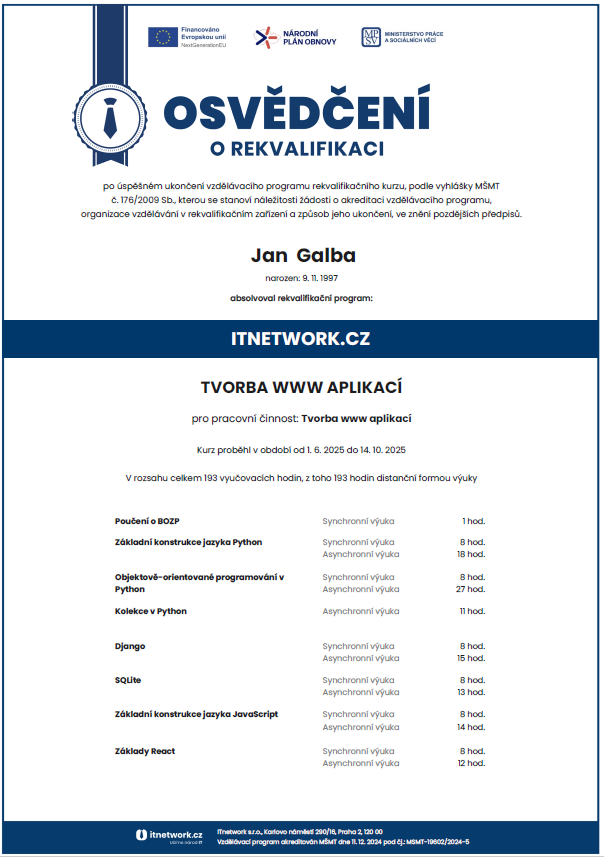 Financováno
Evropskou unií
NextGenerationEU
NÁRODNÍ
PLÁN OBNOVY
MPSV
MINISTERSTVO PRÁCE
A SOCIÁLNÍCH VĚCÍ
OSVĚDČENÍ
O REKVALIFIKACI
po úspěšném ukončení vzdělávacího programu rekvalifikačního kurzu, podle vyhlášky MŠMT
č. 176/2009 Sb., kterou se stanoví náležitosti žádosti o akreditaci vzdělávacího programu,
organizace vzdělávání v rekvalifikačním zařízení a způsob jeho ukončení, ve znění pozdějších předpisů.
Jan Galba
narozen: 9. 11. 1997
absolvoval rekvalifikační program:
ITNETWORK.CZ
TVORBA WWW APLIKACÍ
pro pracovní činnost: Tvorba www aplikací
Kurz proběhl v období od 1. 6. 2025 do 14. 10. 2025
V rozsahu celkem 193 vyučovacích hodin, z toho 193 hodin distanční formou výuky
Poučení o BOZP Synchronní výuka 1 hod.
Základní konstrukce jazyka Python Synchronní výuka 8 hod.
Asynchronní výuka 18 hod.
Objektově-orientované programování v Synchronní výuka 8 hod.
Python Asynchronní výuka 27 hod.
Kolekce v Python Asynchronní výuka 11 hod.
Django Synchronní výuka 8 hod.
Asynchronní výuka 15 hod.
SQLite Synchronní výuka 8 hod.
Asynchronní výuka 13 hod.
Základní konstrukce jazyka JavaScript Synchronní výuka 8 hod.
Asynchronní výuka 14 hod.
Základy React Synchronní výuka 8 hod.
Asynchronní výuka 12 hod.
itnetwork.cz
Učíme národ IT
ITnetwork s.r.o., Karlovo náměstí 290/16, Praha 2, 120 00
Vzdělávací program akreditován MŠMT dne 11. 12. 2024 pod čj.: MSMT-19602/2024-5